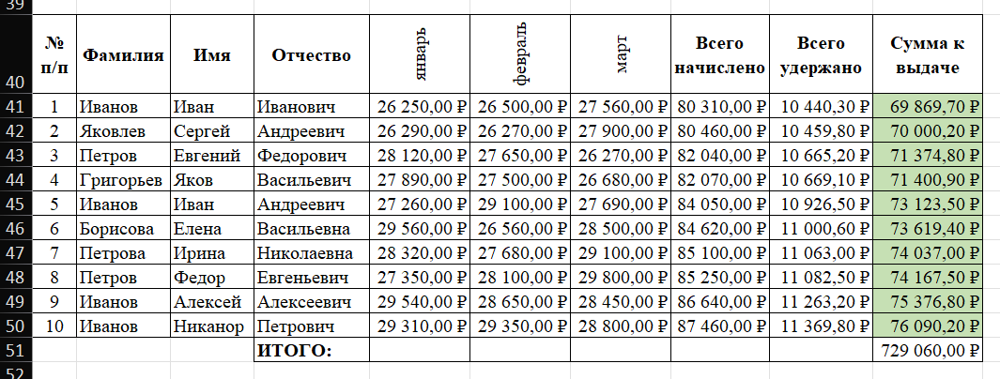 39
40 № п/п Фамилия Имя Отчество январь февраль март Всего начислено Всего удержано Сумма к выдаче
41 1 Иванов Иван Иванович 26 250,00 ₽ 26 500,00 ₽ 27 560,00 ₽ 80 310,00 ₽ 10 440,30 ₽ 69 869,70 ₽
42 2 Яковлев Сергей Андреевич 26 290,00 ₽ 26 270,00 ₽ 27 900,00 ₽ 80 460,00 ₽ 10 459,80 ₽ 70 000,20 ₽
43 3 Петров Евгений Федорович 28 120,00 ₽ 27 650,00 ₽ 26 270,00 ₽ 82 040,00 ₽ 10 665,20 ₽ 71 374,80 ₽
44 4 Григорьев Яков Васильевич 27 890,00 ₽ 27 500,00 ₽ 26 680,00 ₽ 82 070,00 ₽ 10 669,10 ₽ 71 400,90 ₽
45 5 Иванов Иван Андреевич 27 260,00 ₽ 29 100,00 ₽ 27 690,00 ₽ 84 050,00 ₽ 10 926,50 ₽ 73 123,50 ₽
46 6 Борисова Елена Васильевна 29 560,00 ₽ 26 560,00 ₽ 28 500,00 ₽ 84 620,00 ₽ 11 000,60 ₽ 73 619,40 ₽
47 7 Петрова Ирина Николаевна 28 320,00 ₽ 27 680,00 ₽ 29 100,00 ₽ 85 100,00 ₽ 11 063,00 ₽ 74 037,00 ₽
48 8 Петров Федор Евгеньевич 27 350,00 ₽ 28 100,00 ₽ 29 800,00 ₽ 85 250,00 ₽ 11 082,50 ₽ 74 167,50 ₽
49 9 Иванов Алексей Алексеевич 29 540,00 ₽ 28 650,00 ₽ 28 450,00 ₽ 86 640,00 ₽ 11 263,20 ₽ 75 376,80 ₽
50 10 Иванов Никанор Петрович 29 310,00 ₽ 29 350,00 ₽ 28 800,00 ₽ 87 460,00 ₽ 11 369,80 ₽ 76 090,20 ₽
51 ИТОГО: 729 060,00 ₽
52